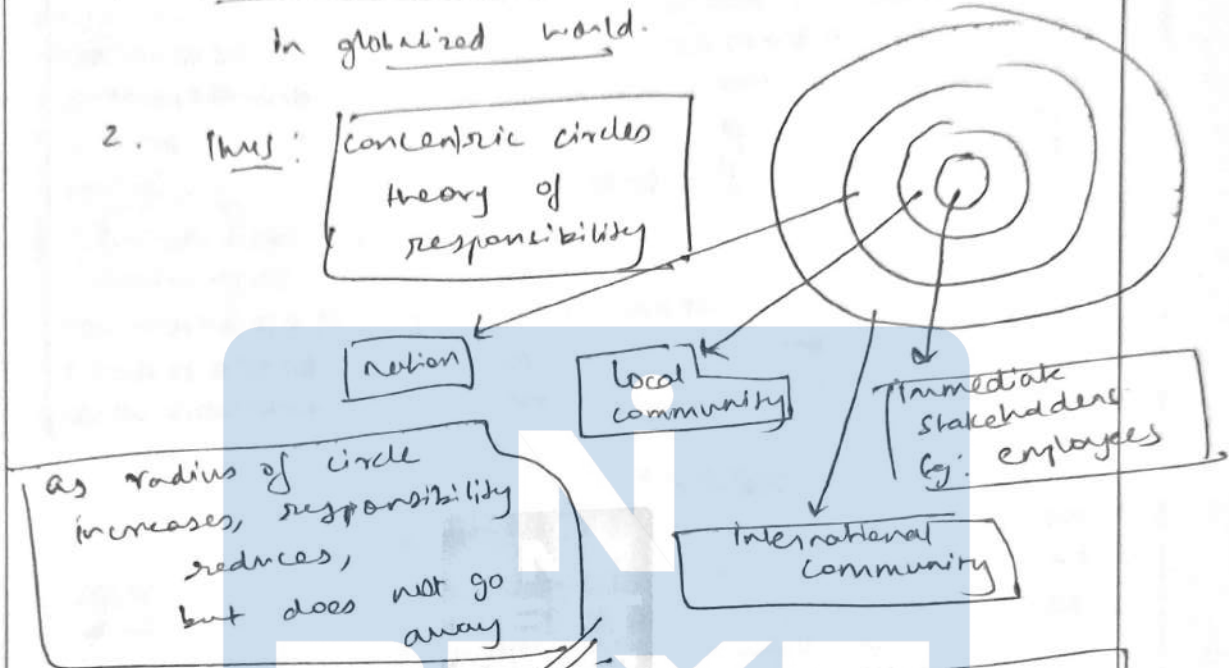 in globalized world.
2. Thus: concentric circles
theory of
responsibility
nation
local
community
Immediate
stakeholders
Eg: employees
as radius of circle
increases, responsibility
reduces,
but does not go
away
International
community
N